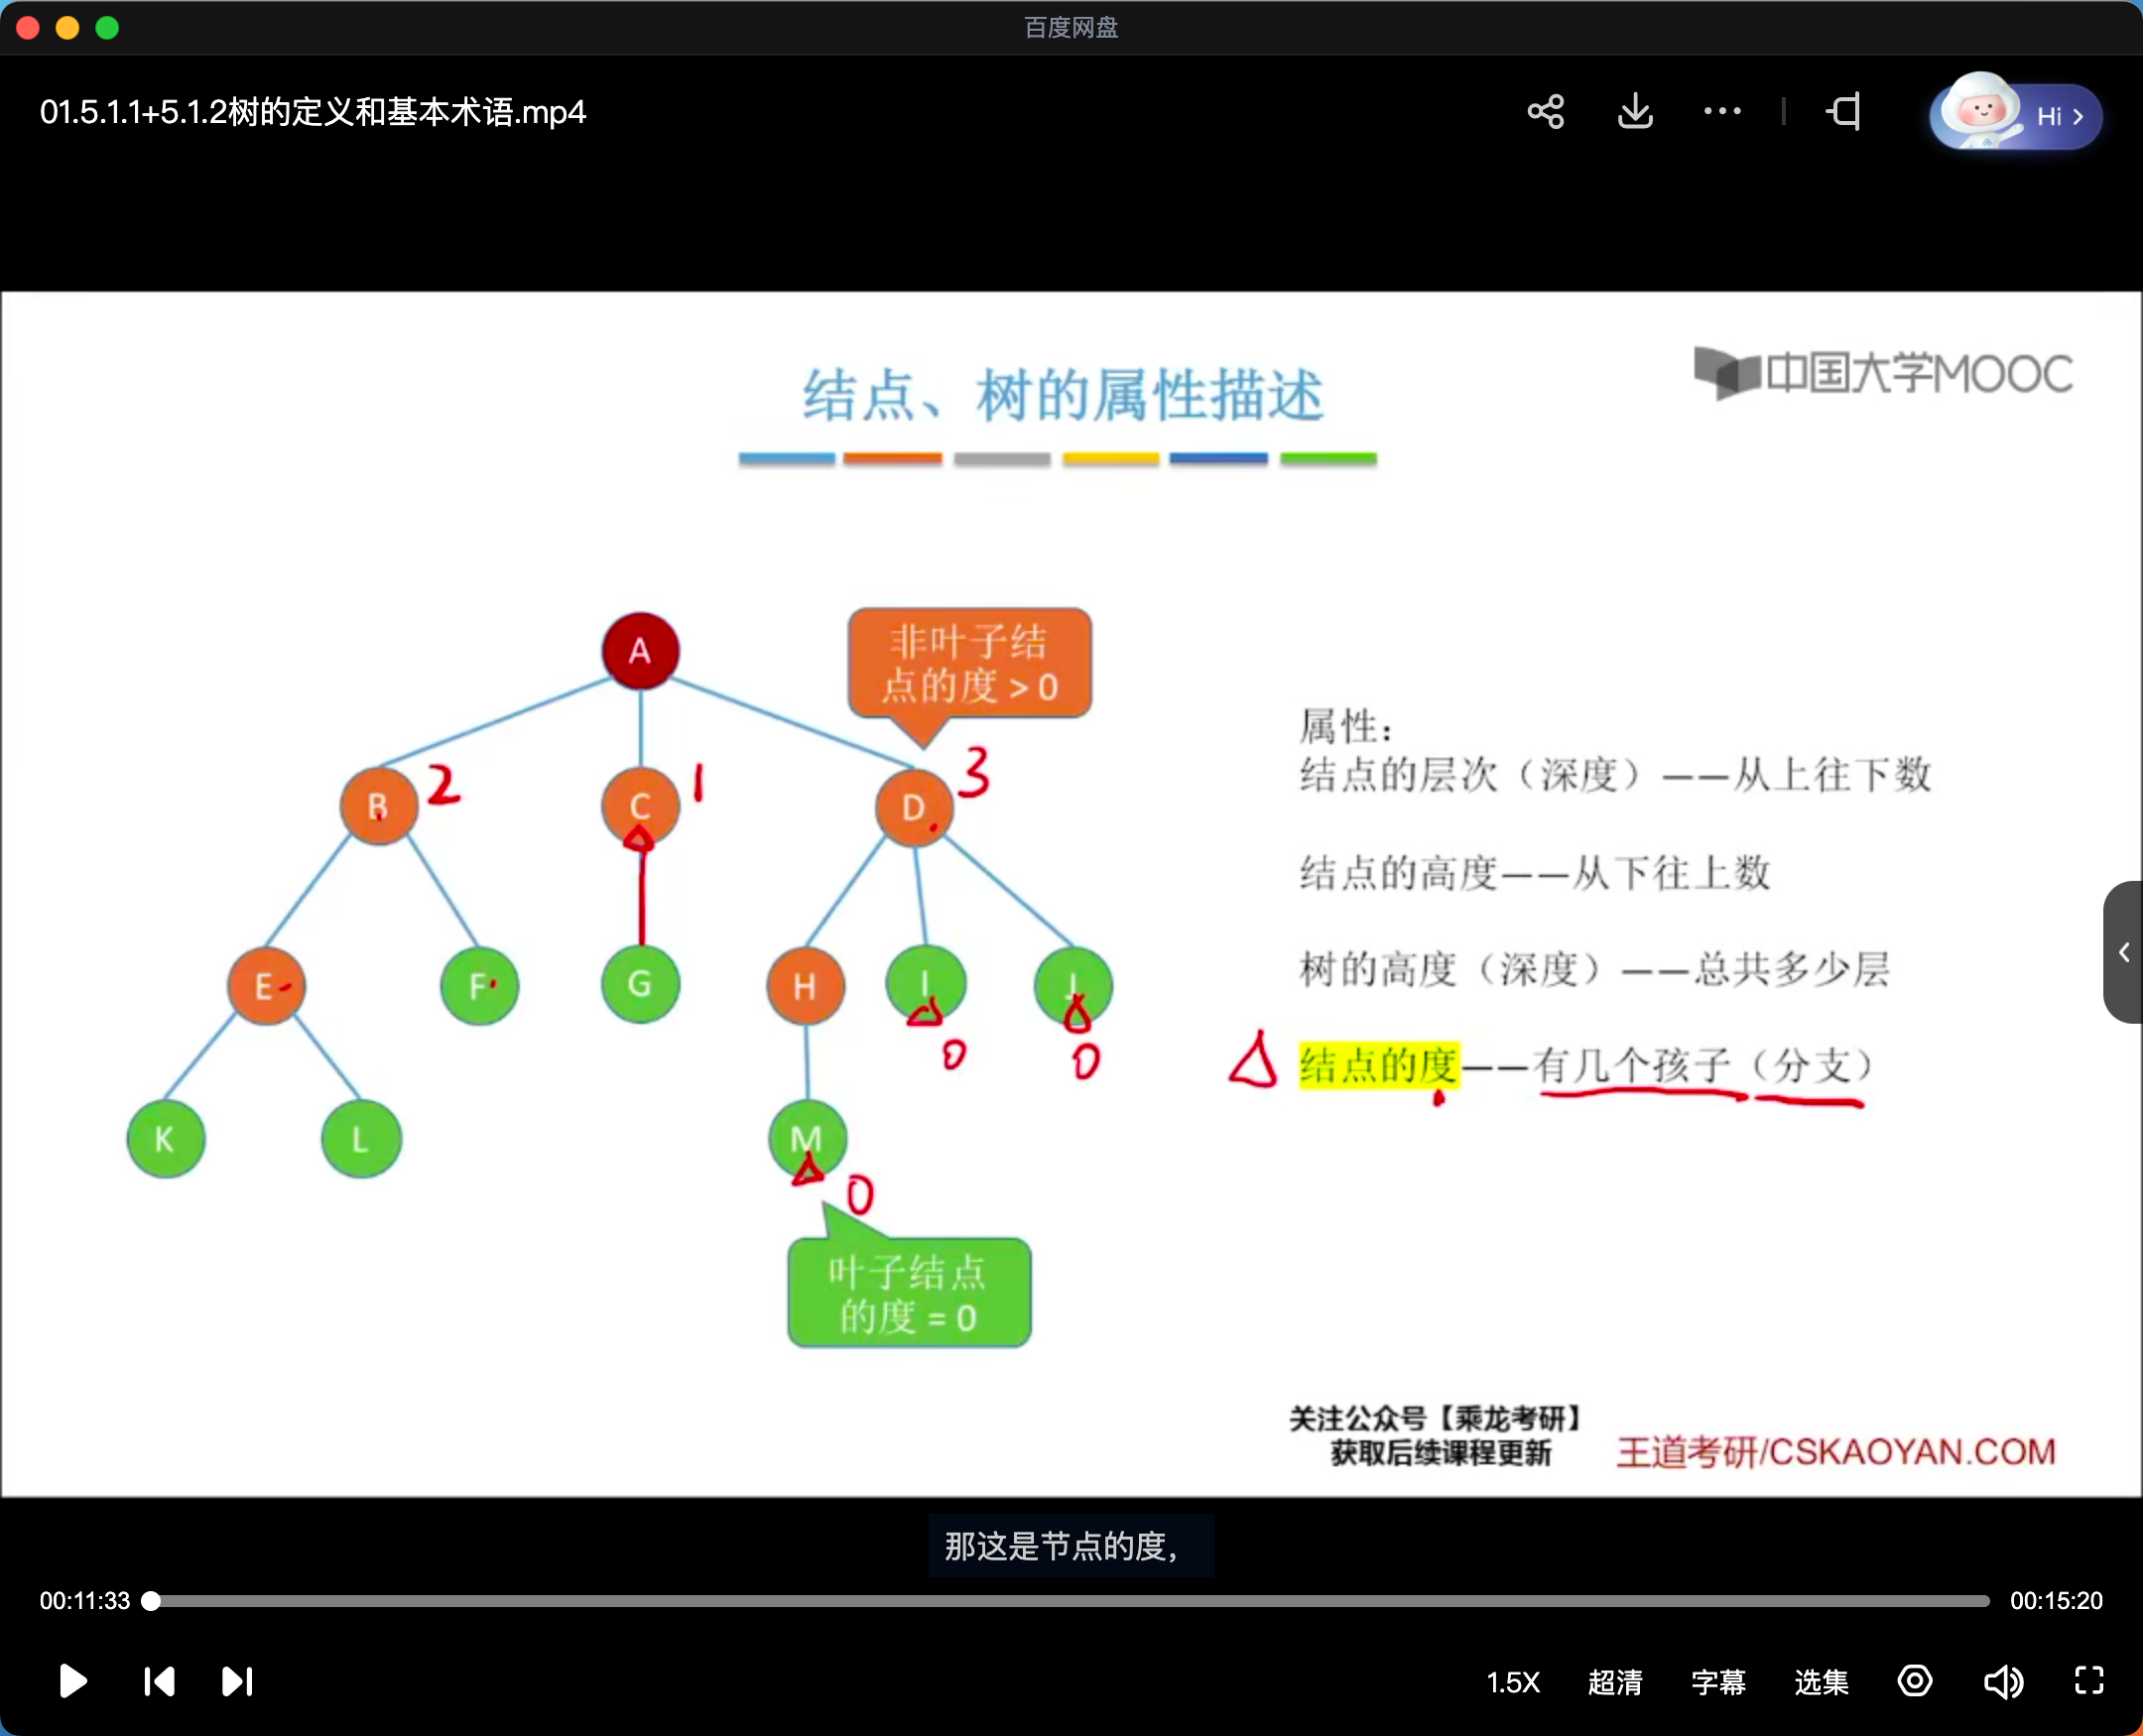 百度网盘
01.5.1.1+5.1.2树的定义和基本术语.mp4
Hi
结点、树的属性描述
中国大学MOOC
A
非叶子结
点的度 > 0
B
2
C
1
D
3
E
F
G
H
I
J
0
0
K
L
M
0
叶子结点
的度 = 0
属性：
结点的层次（深度）——从上往下数
结点的高度——从下往上数
树的高度（深度）——总共多少层
结点的度——有几个孩子（分支）
关注公众号【乘龙考研】
获取后续课程更新
王道考研/CSKAOYAN.COM
那这是节点的度，
00:11:33
00:15:20
1.5X
超清
字幕
选集